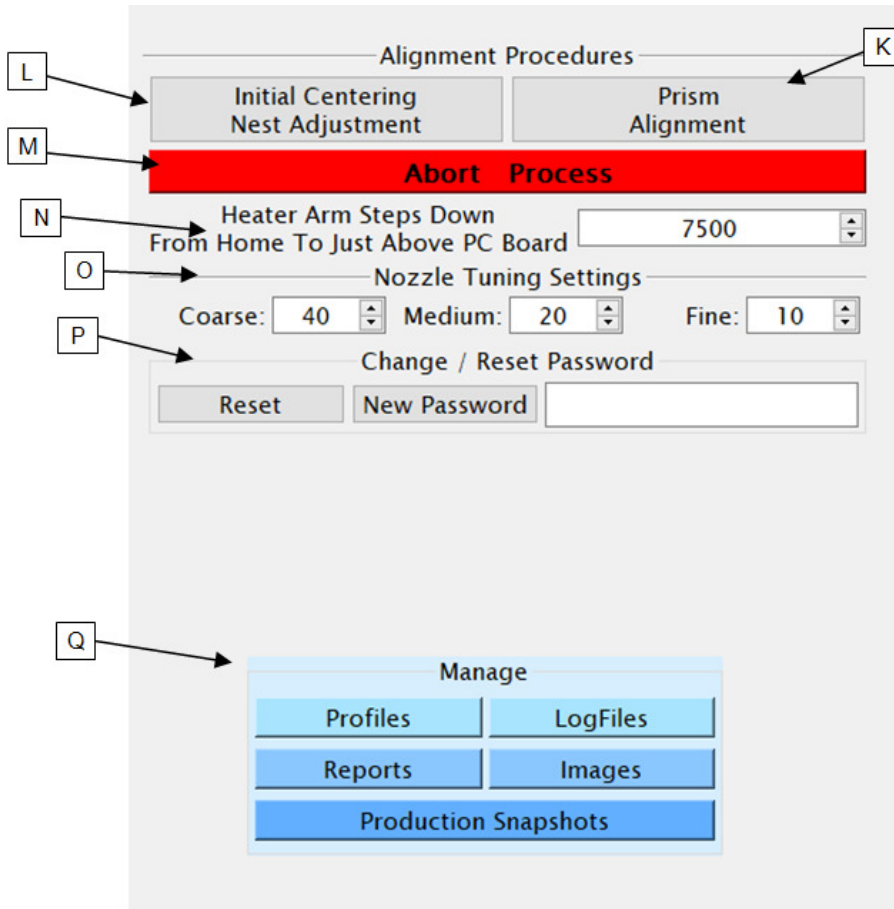 K
Alignment Procedures
L
Initial Centering
Nest Adjustment
Prism
Alignment
M
Abort Process
N
Heater Arm Steps Down
From Home To Just Above PC Board
7500
O
Nozzle Tuning Settings
Coarse: 40 Medium: 20 Fine: 10
P
Change / Reset Password
Reset New Password
Q
Manage
Profiles LogFiles
Reports Images
Production Snapshots